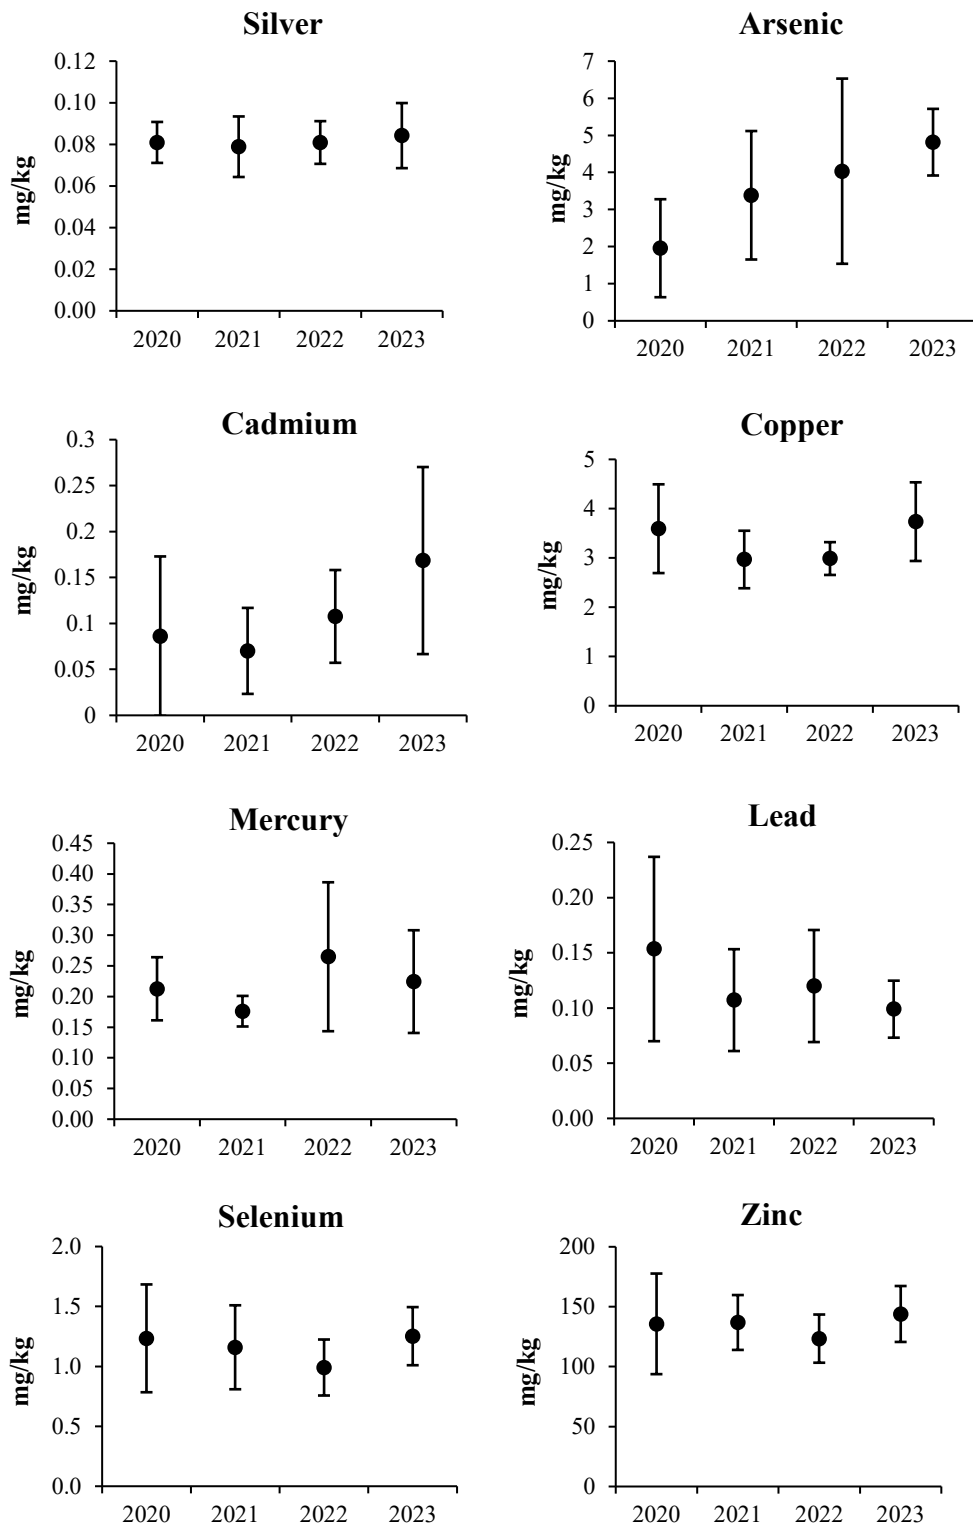 Silver
mg/kg
0.12
0.10
0.08
0.06
0.04
0.02
0.00
2020 2021 2022 2023
Arsenic
mg/kg
7
6
5
4
3
2
1
0
2020 2021 2022 2023
Cadmium
mg/kg
0.3
0.25
0.2
0.15
0.1
0.05
0
2020 2021 2022 2023
Copper
mg/kg
5
4
3
2
1
0
2020 2021 2022 2023
Mercury
mg/kg
0.45
0.40
0.35
0.30
0.25
0.20
0.15
0.10
0.05
0.00
2020 2021 2022 2023
Lead
mg/kg
0.25
0.20
0.15
0.10
0.05
0.00
2020 2021 2022 2023
Selenium
mg/kg
2.0
1.5
1.0
0.5
0.0
2020 2021 2022 2023
Zinc
mg/kg
200
150
100
50
0
2020 2021 2022 2023